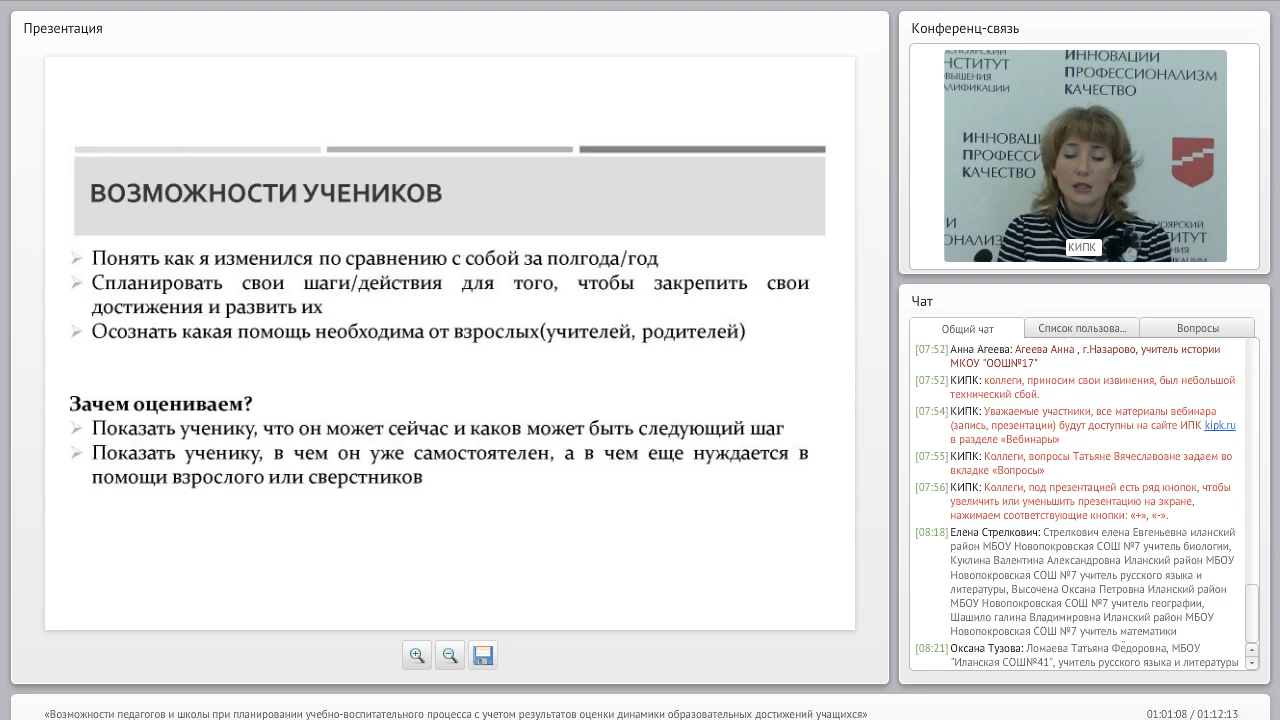 Презентация
ВОЗМОЖНОСТИ УЧЕНИКОВ
Понять как я изменился по сравнению с собой за полгода/год
Спланировать свои шаги/действия для того, чтобы закрепить свои
достижения и развить их
Осознать какая помощь необходима от взрослых(учителей, родителей)
Зачем оцениваем?
Показать ученику, что он может сейчас и каков может быть следующий шаг
Показать ученику, в чем он уже самостоятелен, а в чем еще нуждается в
помощи взрослого или сверстников
Конференц-связь
ИННОВАЦИИ
ПРОФЕССИОНАЛИЗМ
КАЧЕСТВО
КАЧЕСТВО
КИПК
Чат
Общий чат
Список пользова...
Вопросы
[07:52] Анна Агеева: Агеева Анна , г.Назарово, учитель истории
МКОУ "ООШ№17"
[07:52] КИПК: коллеги, приносим свои извинения, был небольшой
технический сбой.
[07:54] КИПК: Уважаемые участники, все материалы вебинара
(запись, презентации) будут доступны на сайте ИПК kipk.ru
в разделе «Вебинары»
[07:55] КИПК: Коллеги, вопросы Татьяне Вячеславовне задаем во
вкладке «Вопросы»
[07:56] КИПК: Коллеги, под презентацией есть ряд кнопок, чтобы
увеличить или уменьшить презентацию на экране,
нажимаем соответствующие кнопки: «+», «-».
[08:18] Елена Стрелкович: Стрелкович елена Евгеньевна иланский
район МБОУ Новопокровская СОШ №7 учитель биологии,
Куклина Валентина Александровна Иланский район МБОУ
Новопокровская СОШ №7 учитель русского языка и
литературы, Высочена Оксана Петровна Иланский район
МБОУ Новопокровская СОШ №7 учитель географии,
Шашило галина Владимировна Иланский район МБОУ
Новопокровская СОШ №7 учитель математики
[08:21] Оксана Тузова: Ломаева Татьяна Фёдоровна, МБОУ
"Иланская СОШ№41", учитель русского языка и литературы
«Возможности педагогов и школы при планировании учебно-воспитательного процесса с учетом результатов оценки динамики образовательных достижений учащихся»
01:01:08 / 01:12:13